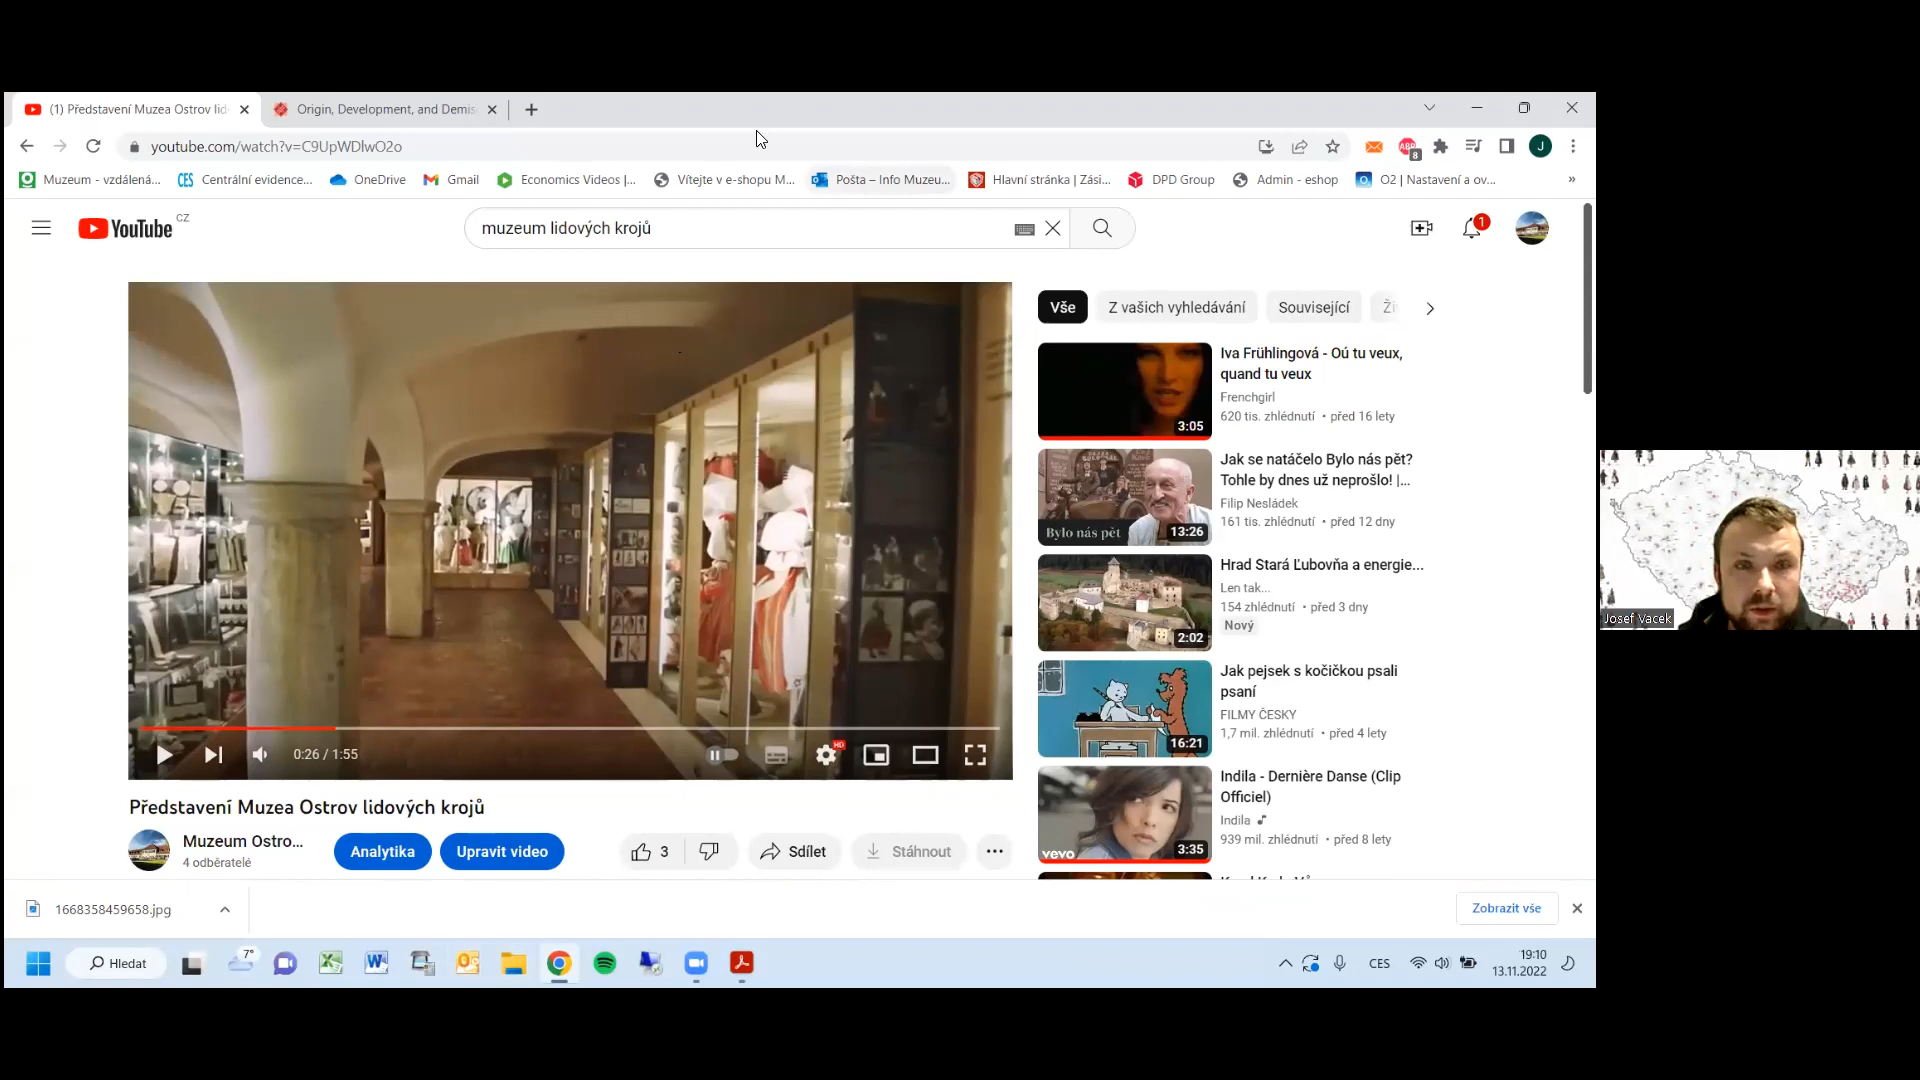 (1) Představení Muzea Ostrov lid
Origin, Development, and Demis
youtube.com/watch?v=C9UpWDlwO2o
ABP
8
J
Muzeum - vzdálená...
CES
Centrální evidence...
OneDrive
Gmail
Economics Videos |...
Vítejte v e-shopu M...
Pošta – Info Muzeu...
Hlavní stránka | Zási...
DPD Group
Admin - eshop
O2 | Nastavení a ov...
»
YouTube CZ
muzeum lidových krojů
1
Vše
Z vašich vyhledávání
Související
Ži
Iva Frühlingová - Oú tu veux,
quand tu veux
Frenchgirl
620 tis. zhlédnutí • před 16 lety
3:05
Jak se natáčelo Bylo nás pět?
Tohle by dnes už neprošlo! |...
Filip Nesládek
161 tis. zhlédnutí • před 12 dny
Bylo nás pět
13:26
Hrad Stará Ľubovňa a energie...
Len tak...
154 zhlédnutí • před 3 dny
Nový
2:02
Jak pejsek s kočičkou psali
psaní
FILMY ČESKY
1,7 mil. zhlédnutí • před 4 lety
16:21
Indila - Dernière Danse (Clip
Officiel)
Indila
939 mil. zhlédnutí • před 8 lety
vevo
3:35
0:26 / 1:55
HD
Představení Muzea Ostrov lidových krojů
Muzeum Ostro...
4 odběratelé
Analytika
Upravit video
3
Sdílet
Stáhnout
Josef Vacek
1668358459658.jpg
Zobrazit vše
Hledat
7°
CES
19:10
13.11.2022